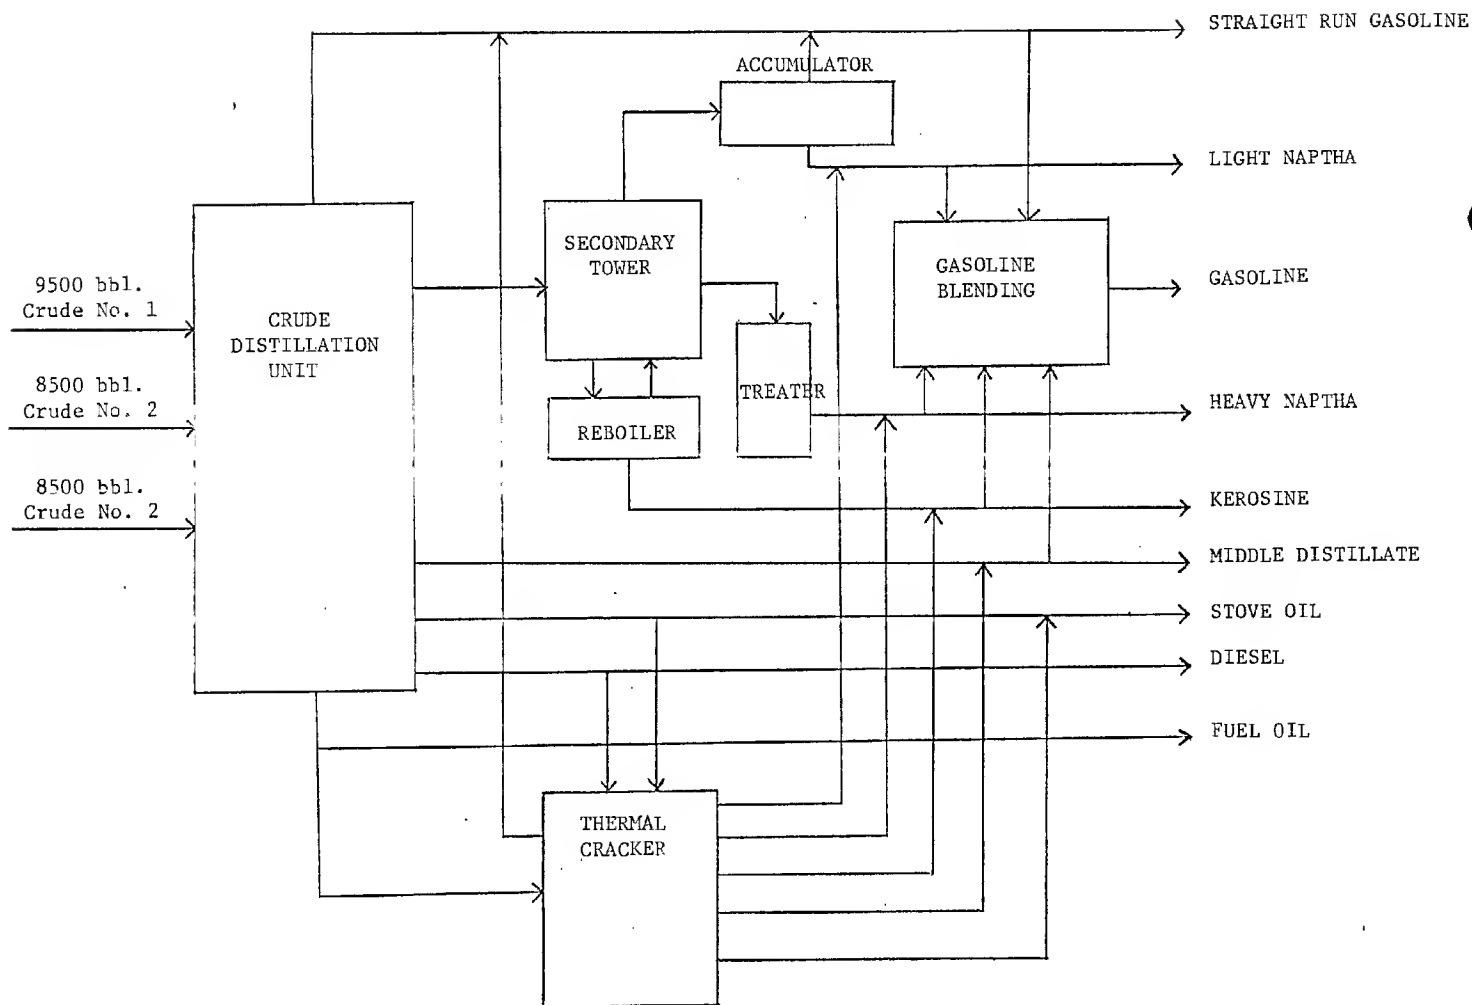 STRAIGHT RUN GASOLINE
ACCUMULATOR
LIGHT NAPTHA
SECONDARY
TOWER
GASOLINE
BLENDING
GASOLINE
9500 bbl.
Crude No. 1
CRUDE
DISTILLATION
UNIT
8500 bbl.
Crude No. 2
TREATER
HEAVY NAPTHA
REBOILER
8500 bbl.
Crude No. 2
KEROSINE
MIDDLE DISTILLATE
STOVE OIL
DIESEL
FUEL OIL
THERMAL
CRACKER